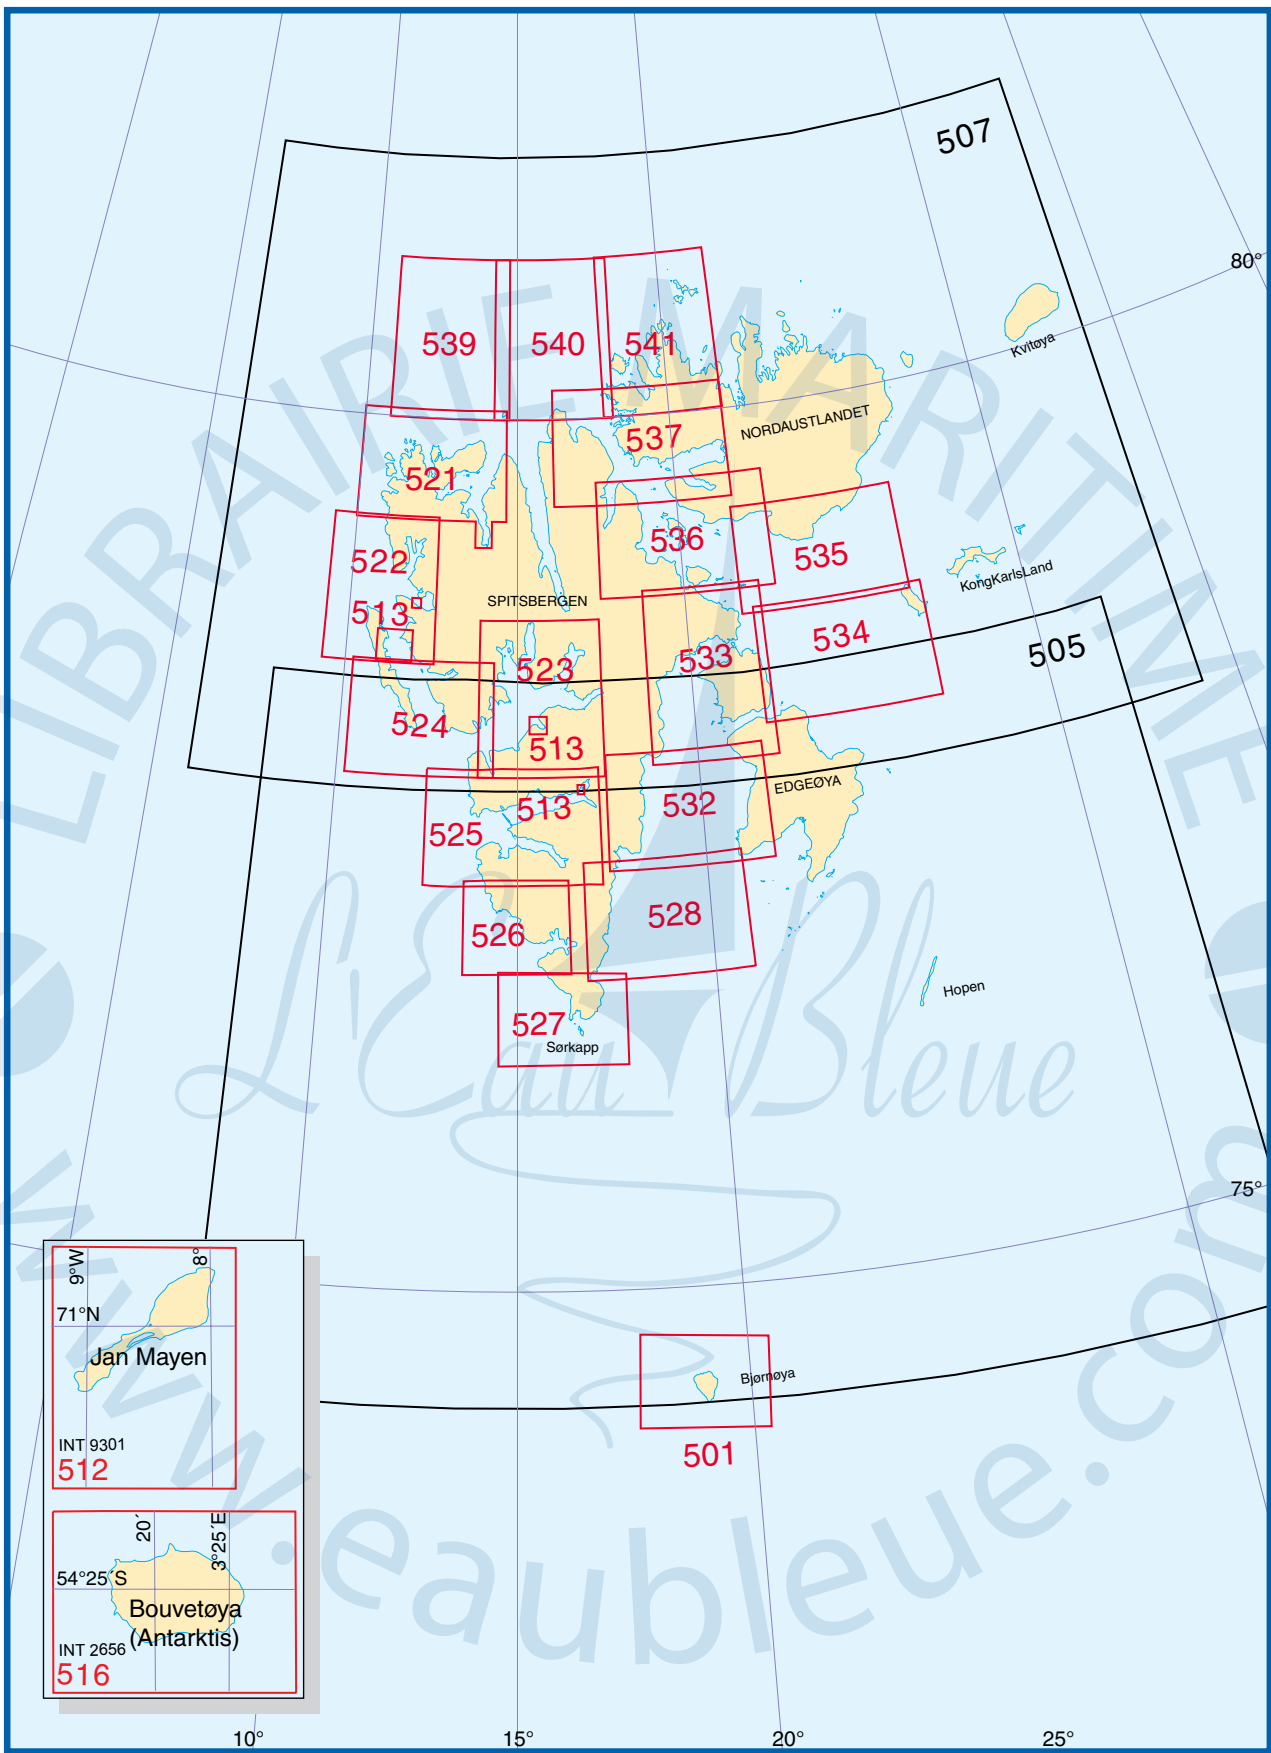 507
80°
539
540
541
Kvitøya
NORDAUSTLANDET
537
521
536
535
522
KongKarlsLand
SPITSBERGEN
513
534
505
533
523
524
513
EDGEØYA
532
513
525
528
526
Hopen
527
Sørkapp
75°
9°W
8°
71°N
Jan Mayen
INT 9301
512
Bjørnøya
501
20´
3°25´E
54°25´S
Bouvetøya
(Antarktis)
INT 2656
516
10°
15°
20°
25°
LIBRAIRIE MARITIME
L'Eau Bleue
www.eaubleue.com